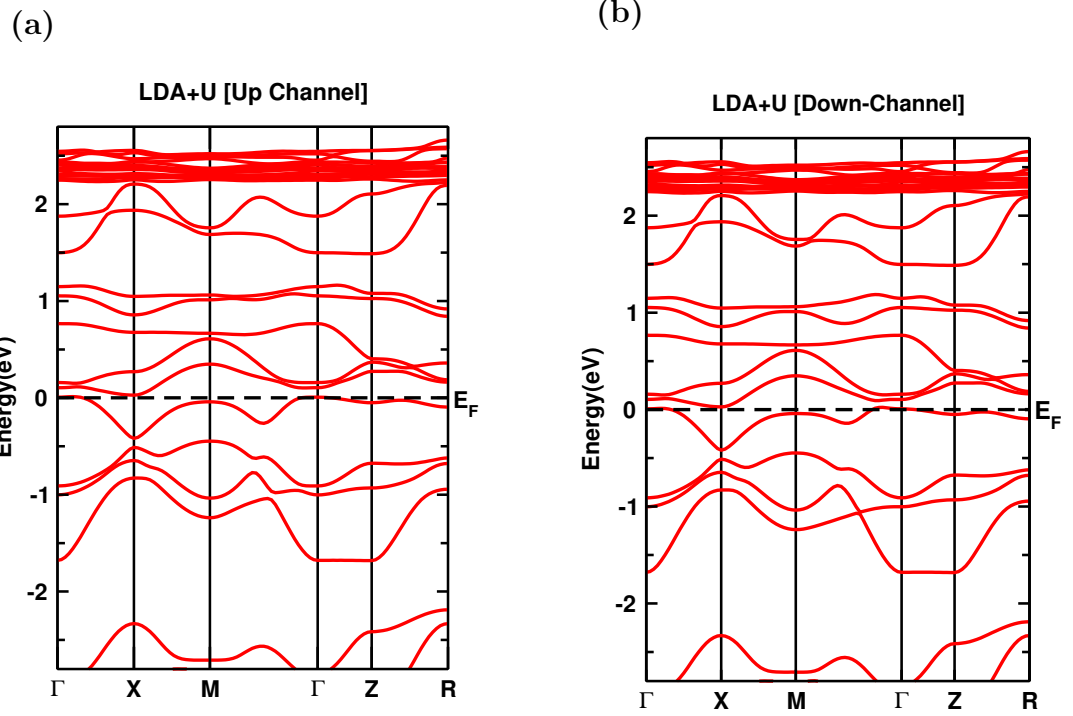 (a)
LDA+U [Up Channel]
Energy(eV)
2
1
0
-1
-2
E_F
Γ X M Γ Z R
(b)
LDA+U [Down-Channel]
Energy(eV)
2
1
0
-1
-2
E_F
Γ X M Γ Z R